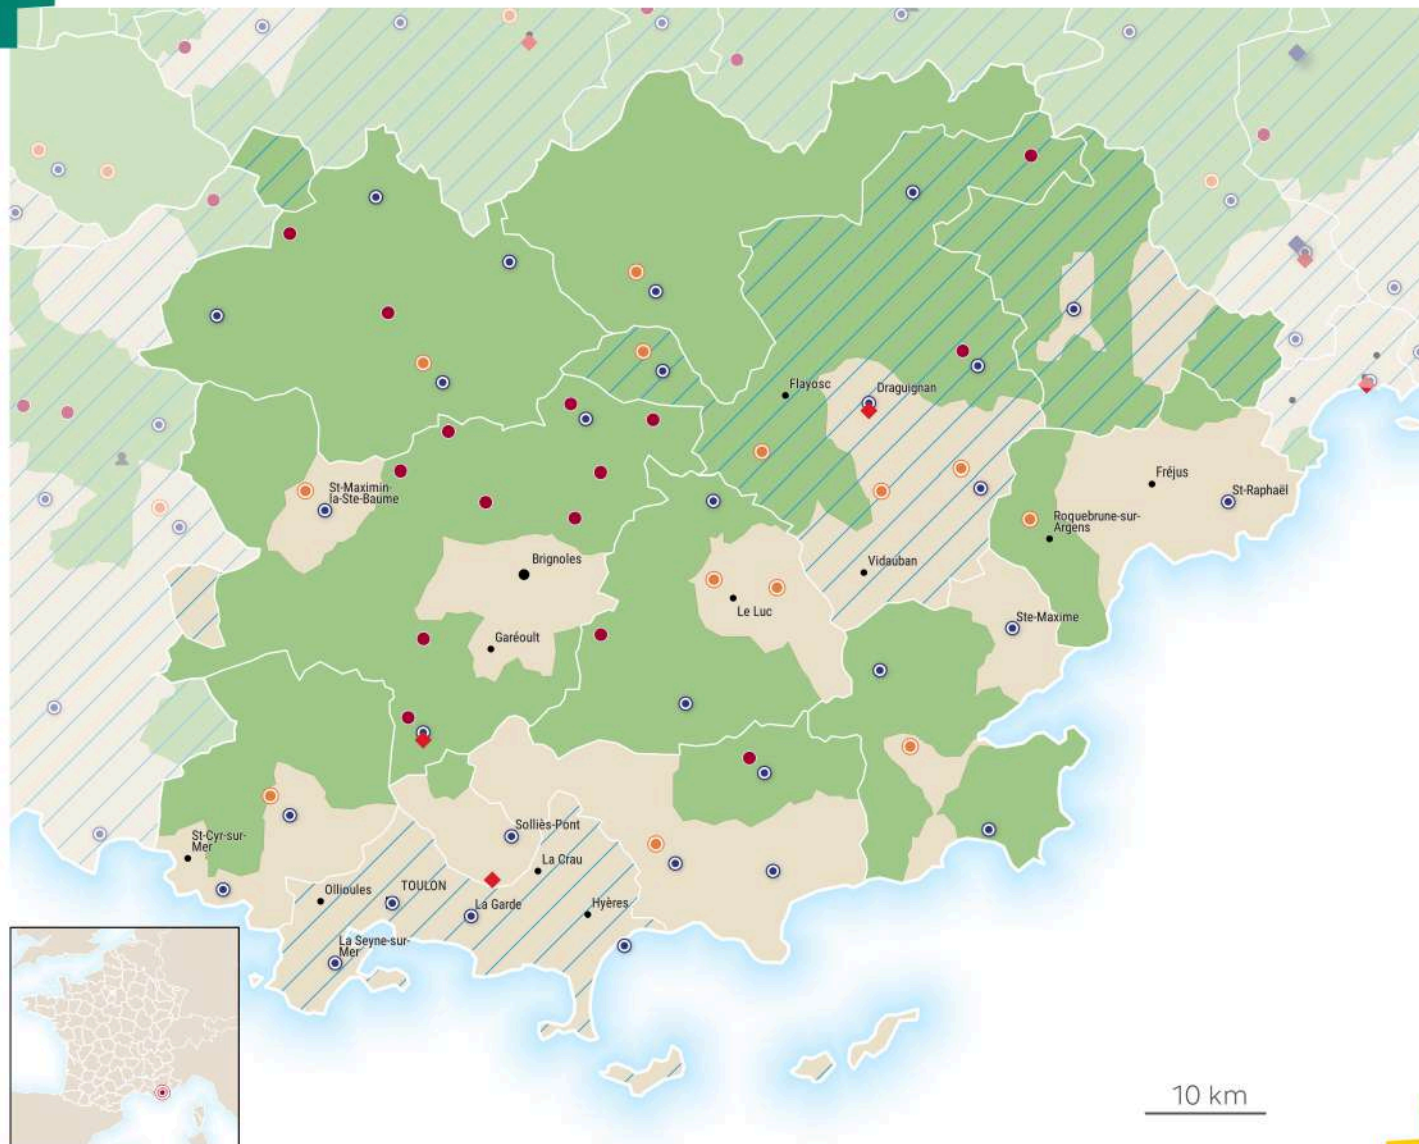 Flayosc
Draguignan
St-Maximin-
la-Ste-Baume
Fréjus
St-Raphaël
Roquebrune-sur-
Argens
Brignoles
Vidauban
Le Luc
Ste-Maxime
Garéoult
Solliès-Pont
St-Cyr-sur-
Mer
La Crau
Ollioules
TOULON
La Garde
Hyères
La Seyne-sur-
Mer
10 km